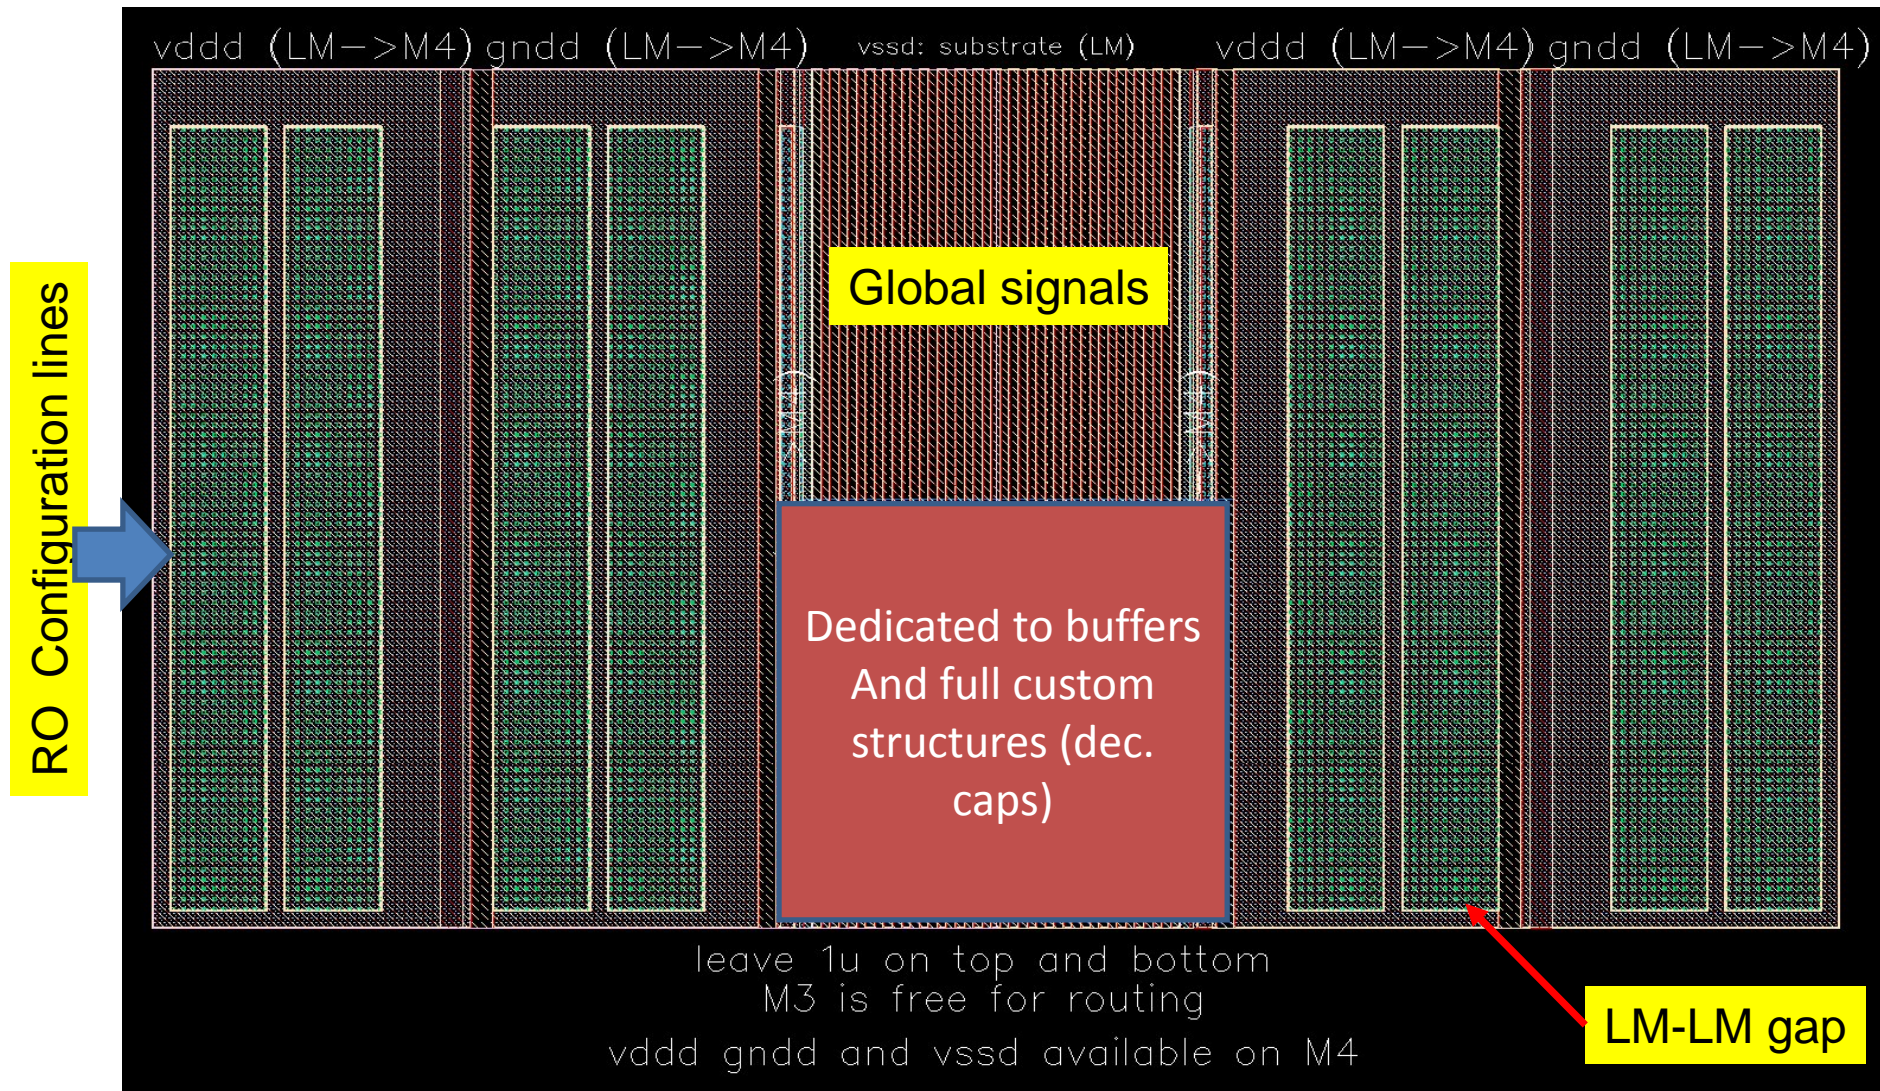 vddd (LM->M4) gndd (LM->M4) vssd: substrate (LM) vddd (LM->M4) gndd (LM->M4)
RO Configuration lines
Global signals
Dedicated to buffers
And full custom
structures (dec.
caps)
leave 1u on top and bottom
M3 is free for routing
vddd gndd and vssd available on M4
LM-LM gap